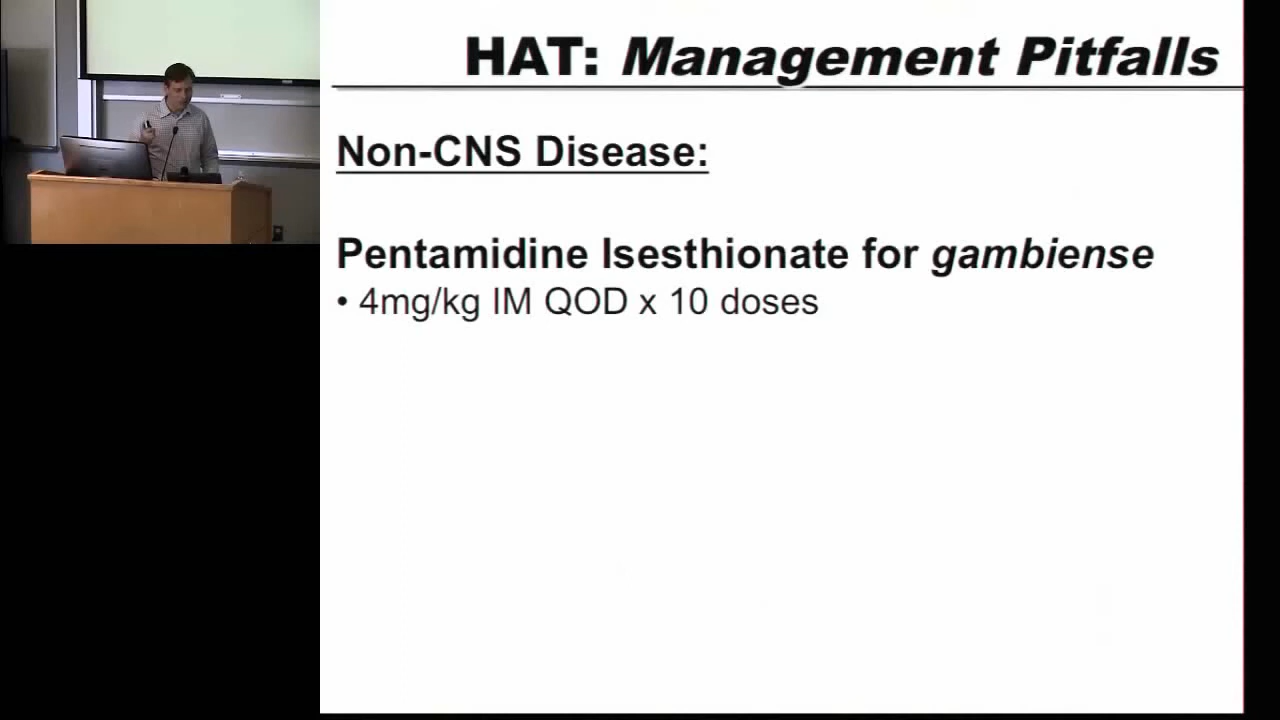 HAT: Management Pitfalls
Non-CNS Disease:
Pentamidine Isesthionate for gambiense
• 4mg/kg IM QOD x 10 doses